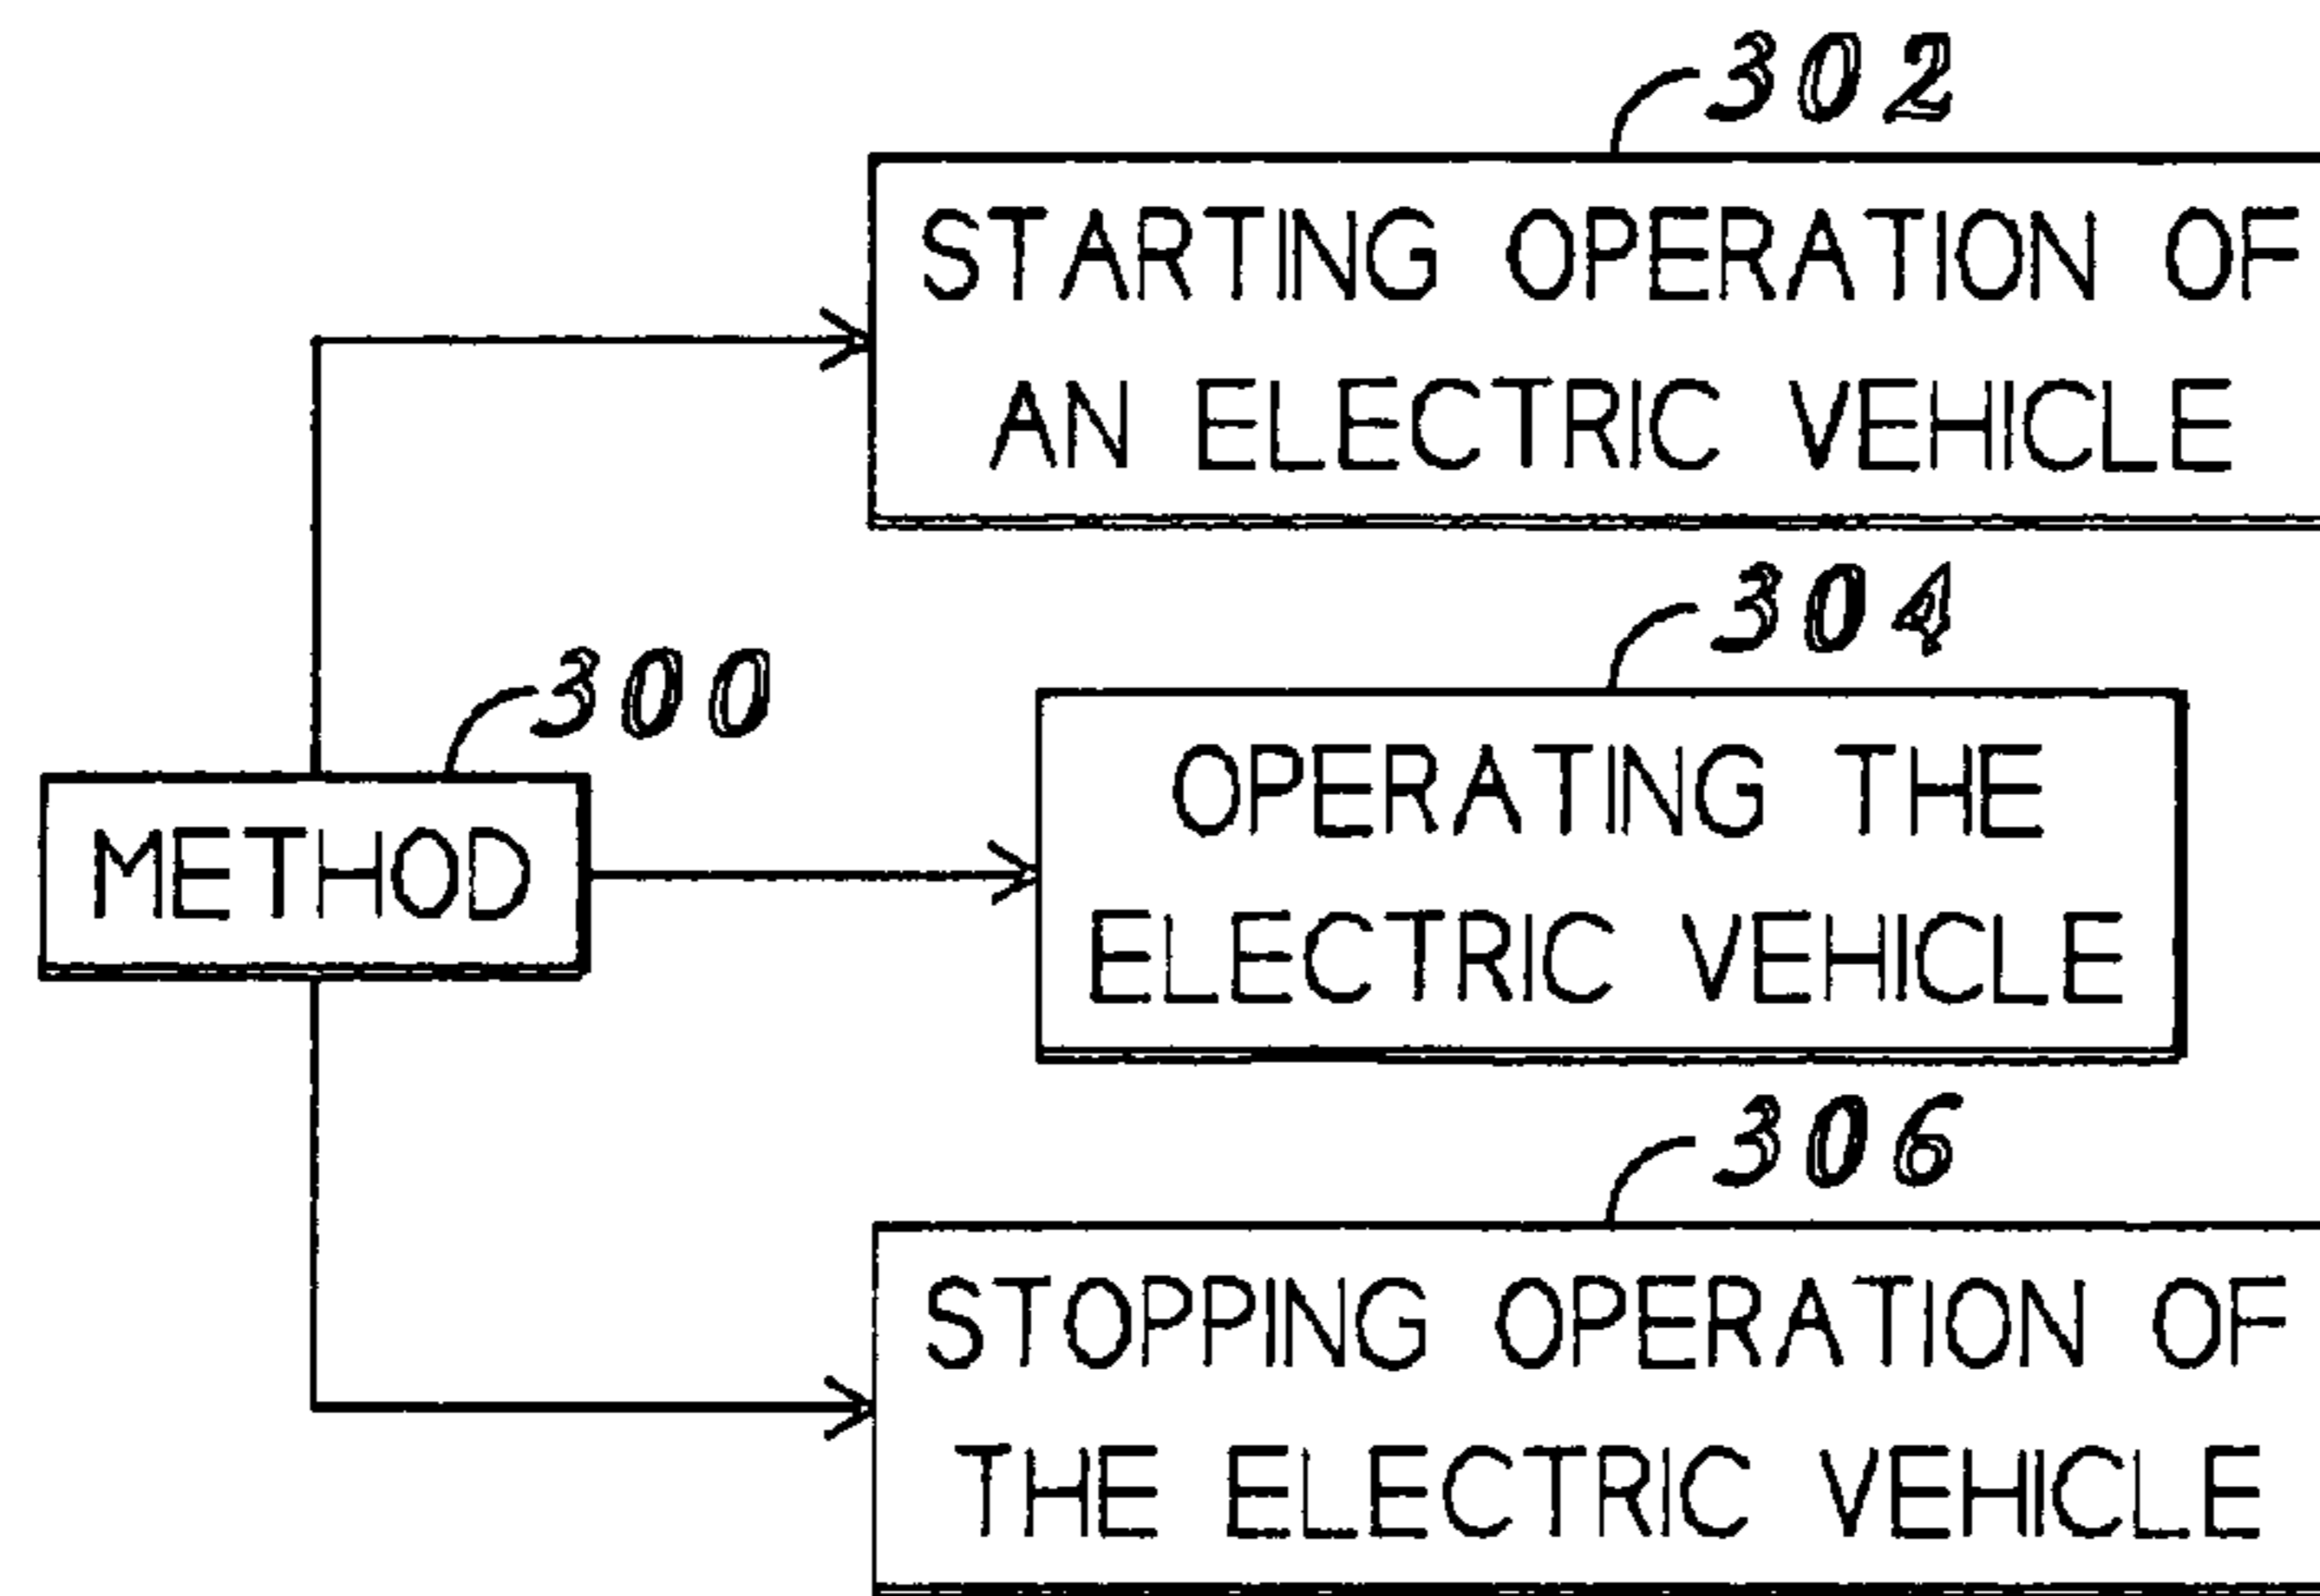 302
STARTING OPERATION OF
AN ELECTRIC VEHICLE
304
300
OPERATING THE
METHOD
ELECTRIC VEHICLE
306
STOPPING OPERATION OF
THE ELECTRIC VEHICLE